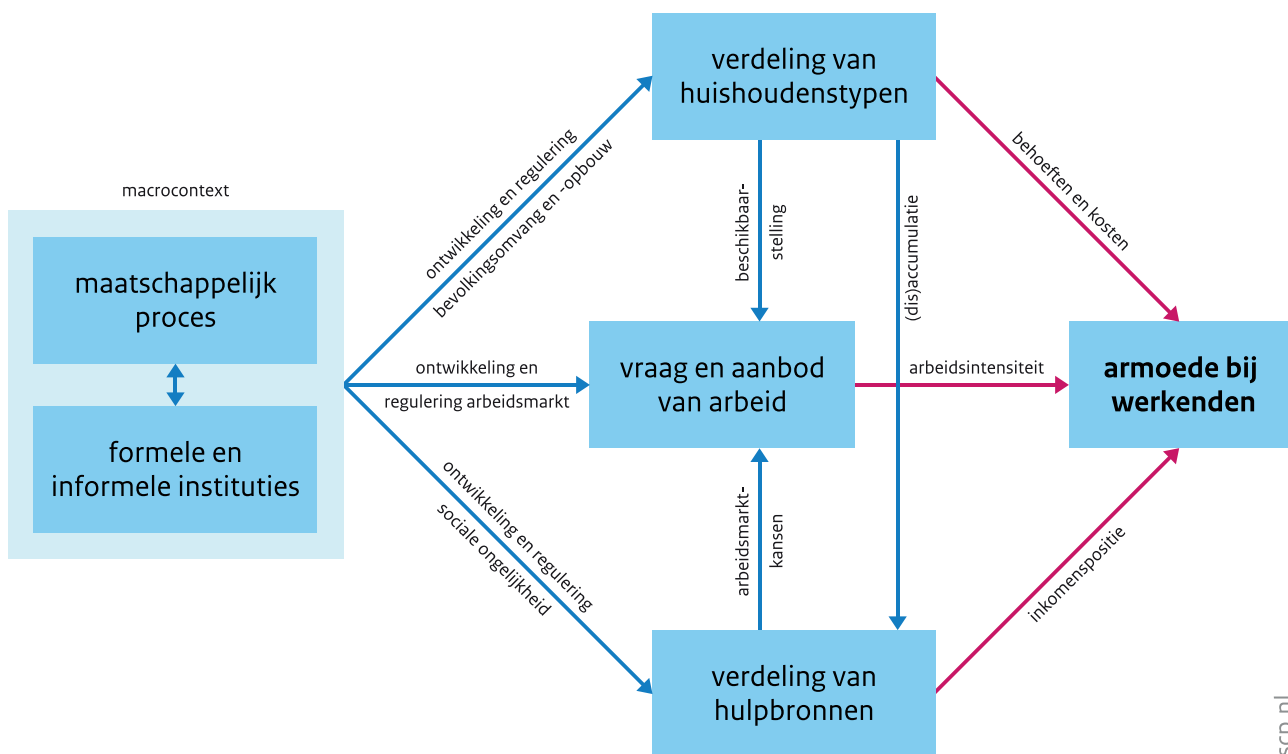 verdeling van
huishoudenstypen
ontwikkeling en regulering
bevolkingsomvang en -opbouw
behoeften en kosten
macrocontext
beschikbaar-
stelling
(dis)accumulatie
maatschappelijk
proces
ontwikkeling en
regulering arbeidsmarkt
vraag en aanbod
van arbeid
arbeidsintensiteit
armoede bij
werkenden
formele en
informele instituties
ontwikkeling en regulering
sociale ongelijkheid
arbeidsmarkt-
kansen
inkomenspositie
verdeling van
hulpbronnen
scp.nl